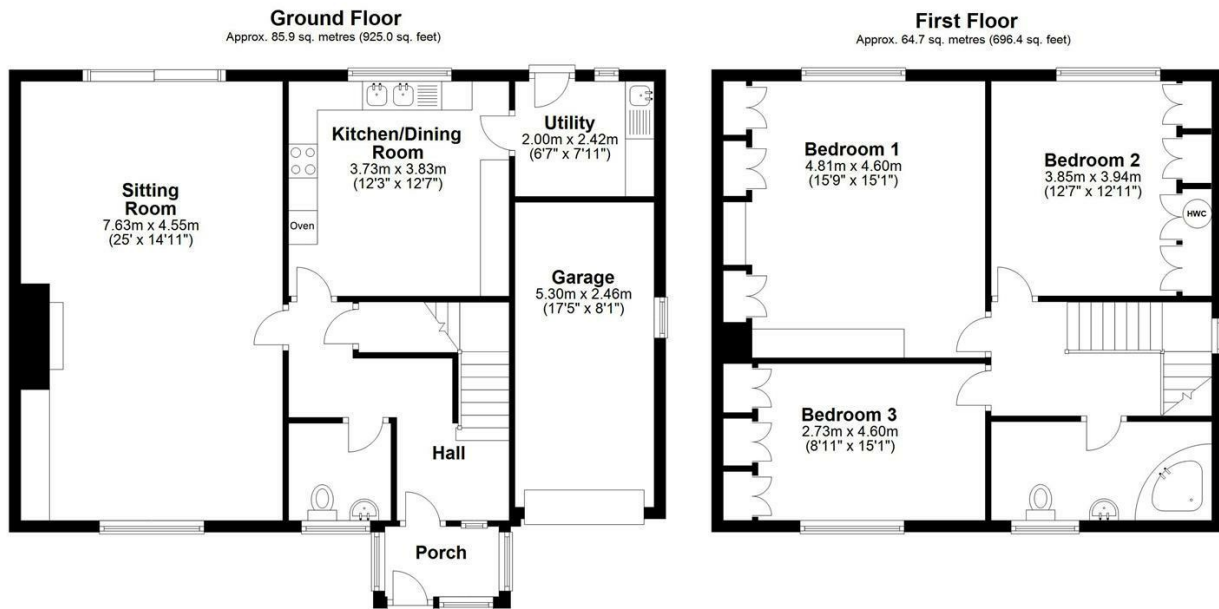 Ground Floor
Approx. 85.9 sq. metres (925.0 sq. feet)
Sitting
Room
7.63m x 4.55m
(25' x 14'11")
Kitchen/Dining
Room
3.73m x 3.83m
(12'3" x 12'7")
Oven
Utility
2.00m x 2.42m
(6'7" x 7'11")
Garage
5.30m x 2.46m
(17'5" x 8'1")
Hall
Porch
First Floor
Approx. 64.7 sq. metres (696.4 sq. feet)
Bedroom 1
4.81m x 4.60m
(15'9" x 15'1")
Bedroom 2
3.85m x 3.94m
(12'7" x 12'11")
HWC
Bedroom 3
2.73m x 4.60m
(8'11" x 15'1")